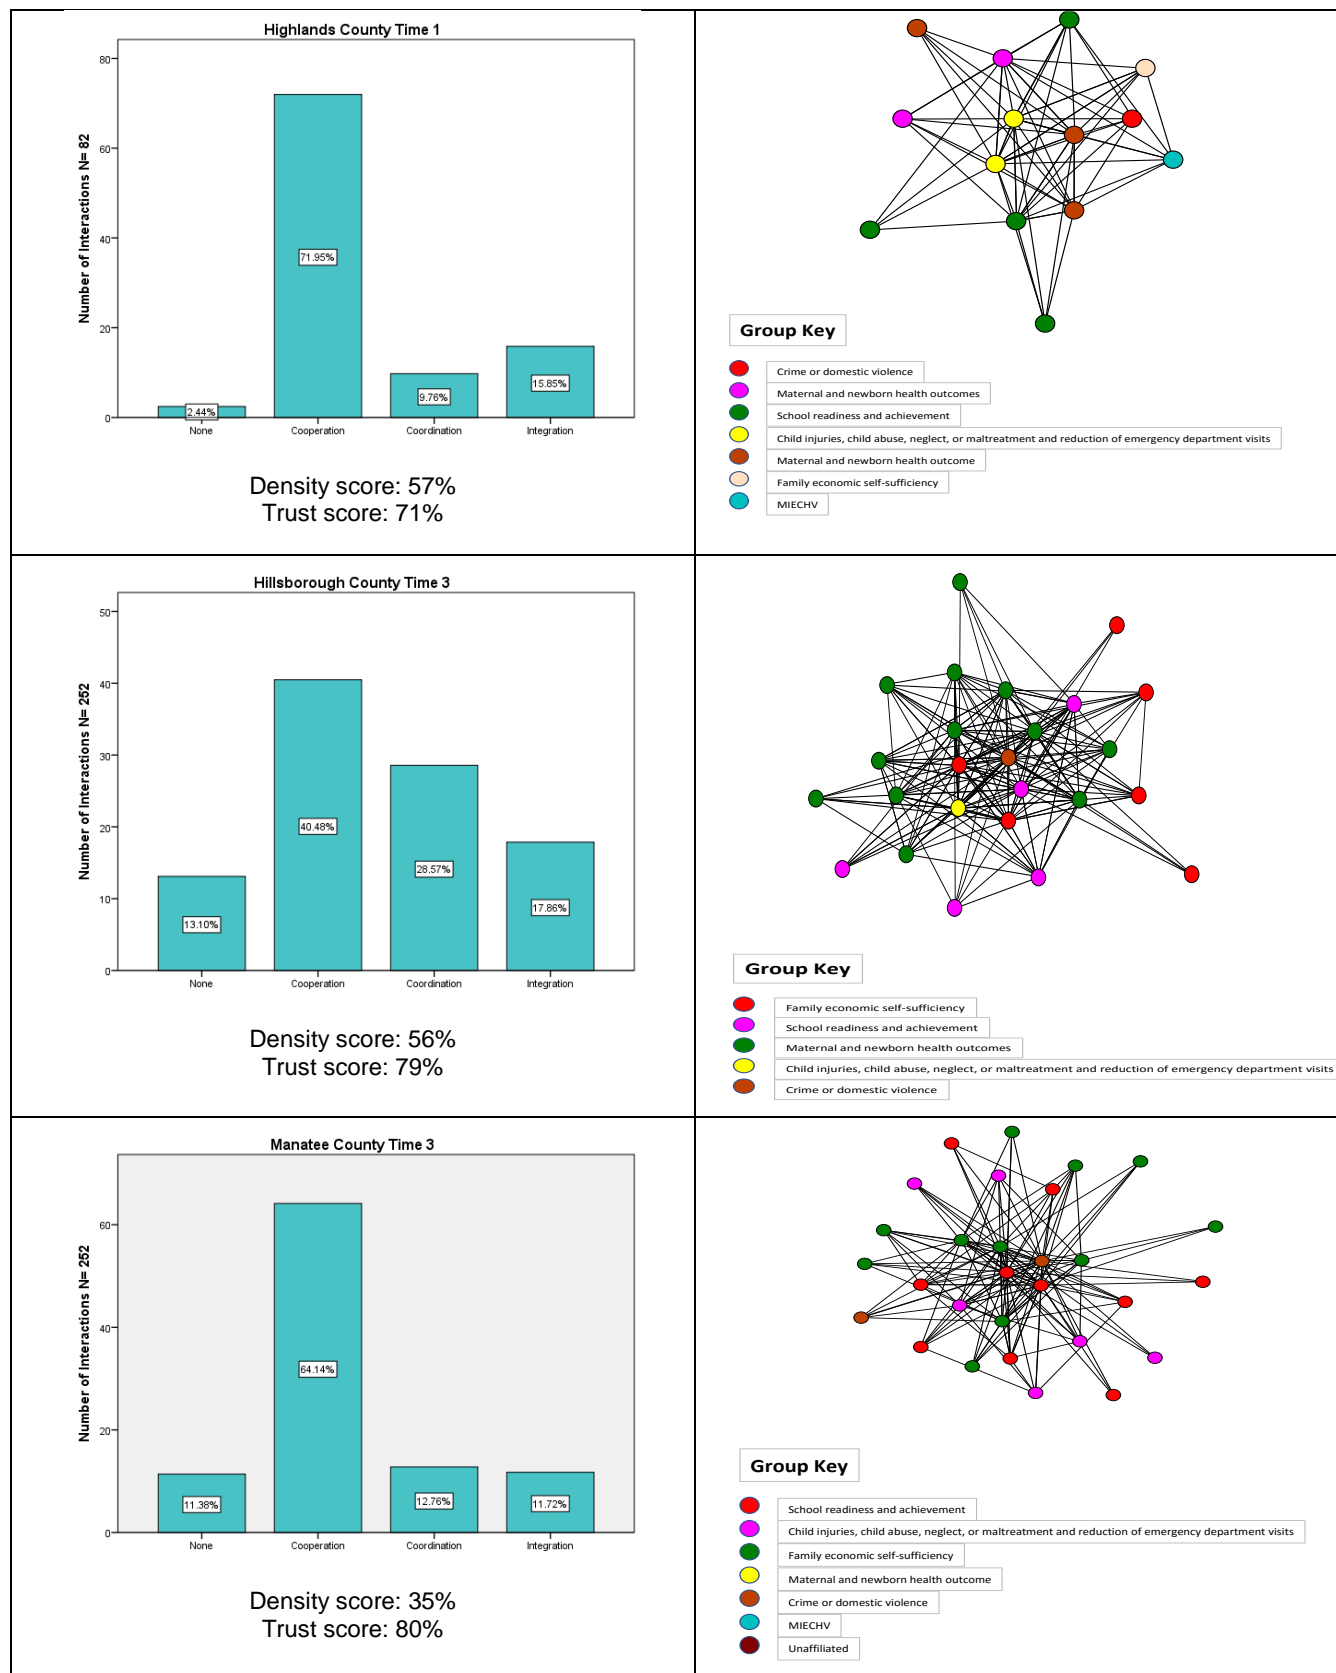 Highlands County Time 1
Number of Interactions N= 82
80
60
40
20
0
71.95%
2.44%
9.76%
15.85%
None
Cooperation
Coordination
Integration
Density score: 57%
Trust score: 71%
Group Key
Crime or domestic violence
Maternal and newborn health outcomes
School readiness and achievement
Child injuries, child abuse, neglect, or maltreatment and reduction of emergency department visits
Maternal and newborn health outcome
Family economic self-sufficiency
MIECHV
Hillsborough County Time 3
Number of Interactions N= 252
50
40
30
20
10
0
13.10%
40.48%
28.57%
17.86%
None
Cooperation
Coordination
Integration
Density score: 56%
Trust score: 79%
Group Key
Family economic self-sufficiency
School readiness and achievement
Maternal and newborn health outcomes
Child injuries, child abuse, neglect, or maltreatment and reduction of emergency department visits
Crime or domestic violence
Manatee County Time 3
Number of Interactions N= 252
60
40
20
0
11.38%
64.14%
12.76%
11.72%
None
Cooperation
Coordination
Integration
Density score: 35%
Trust score: 80%
Group Key
School readiness and achievement
Child injuries, child abuse, neglect, or maltreatment and reduction of emergency department visits
Family economic self-sufficiency
Maternal and newborn health outcome
Crime or domestic violence
MIECHV
Unaffiliated